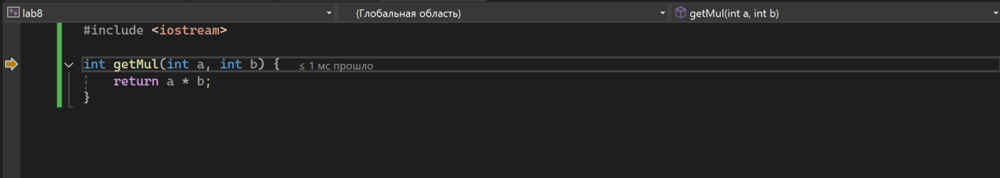 lab8 (Глобальная область) getMul(int a, int b)
#include <iostream>
int getMul(int a, int b) { ≤ 1 мс прошло
return a * b;
}